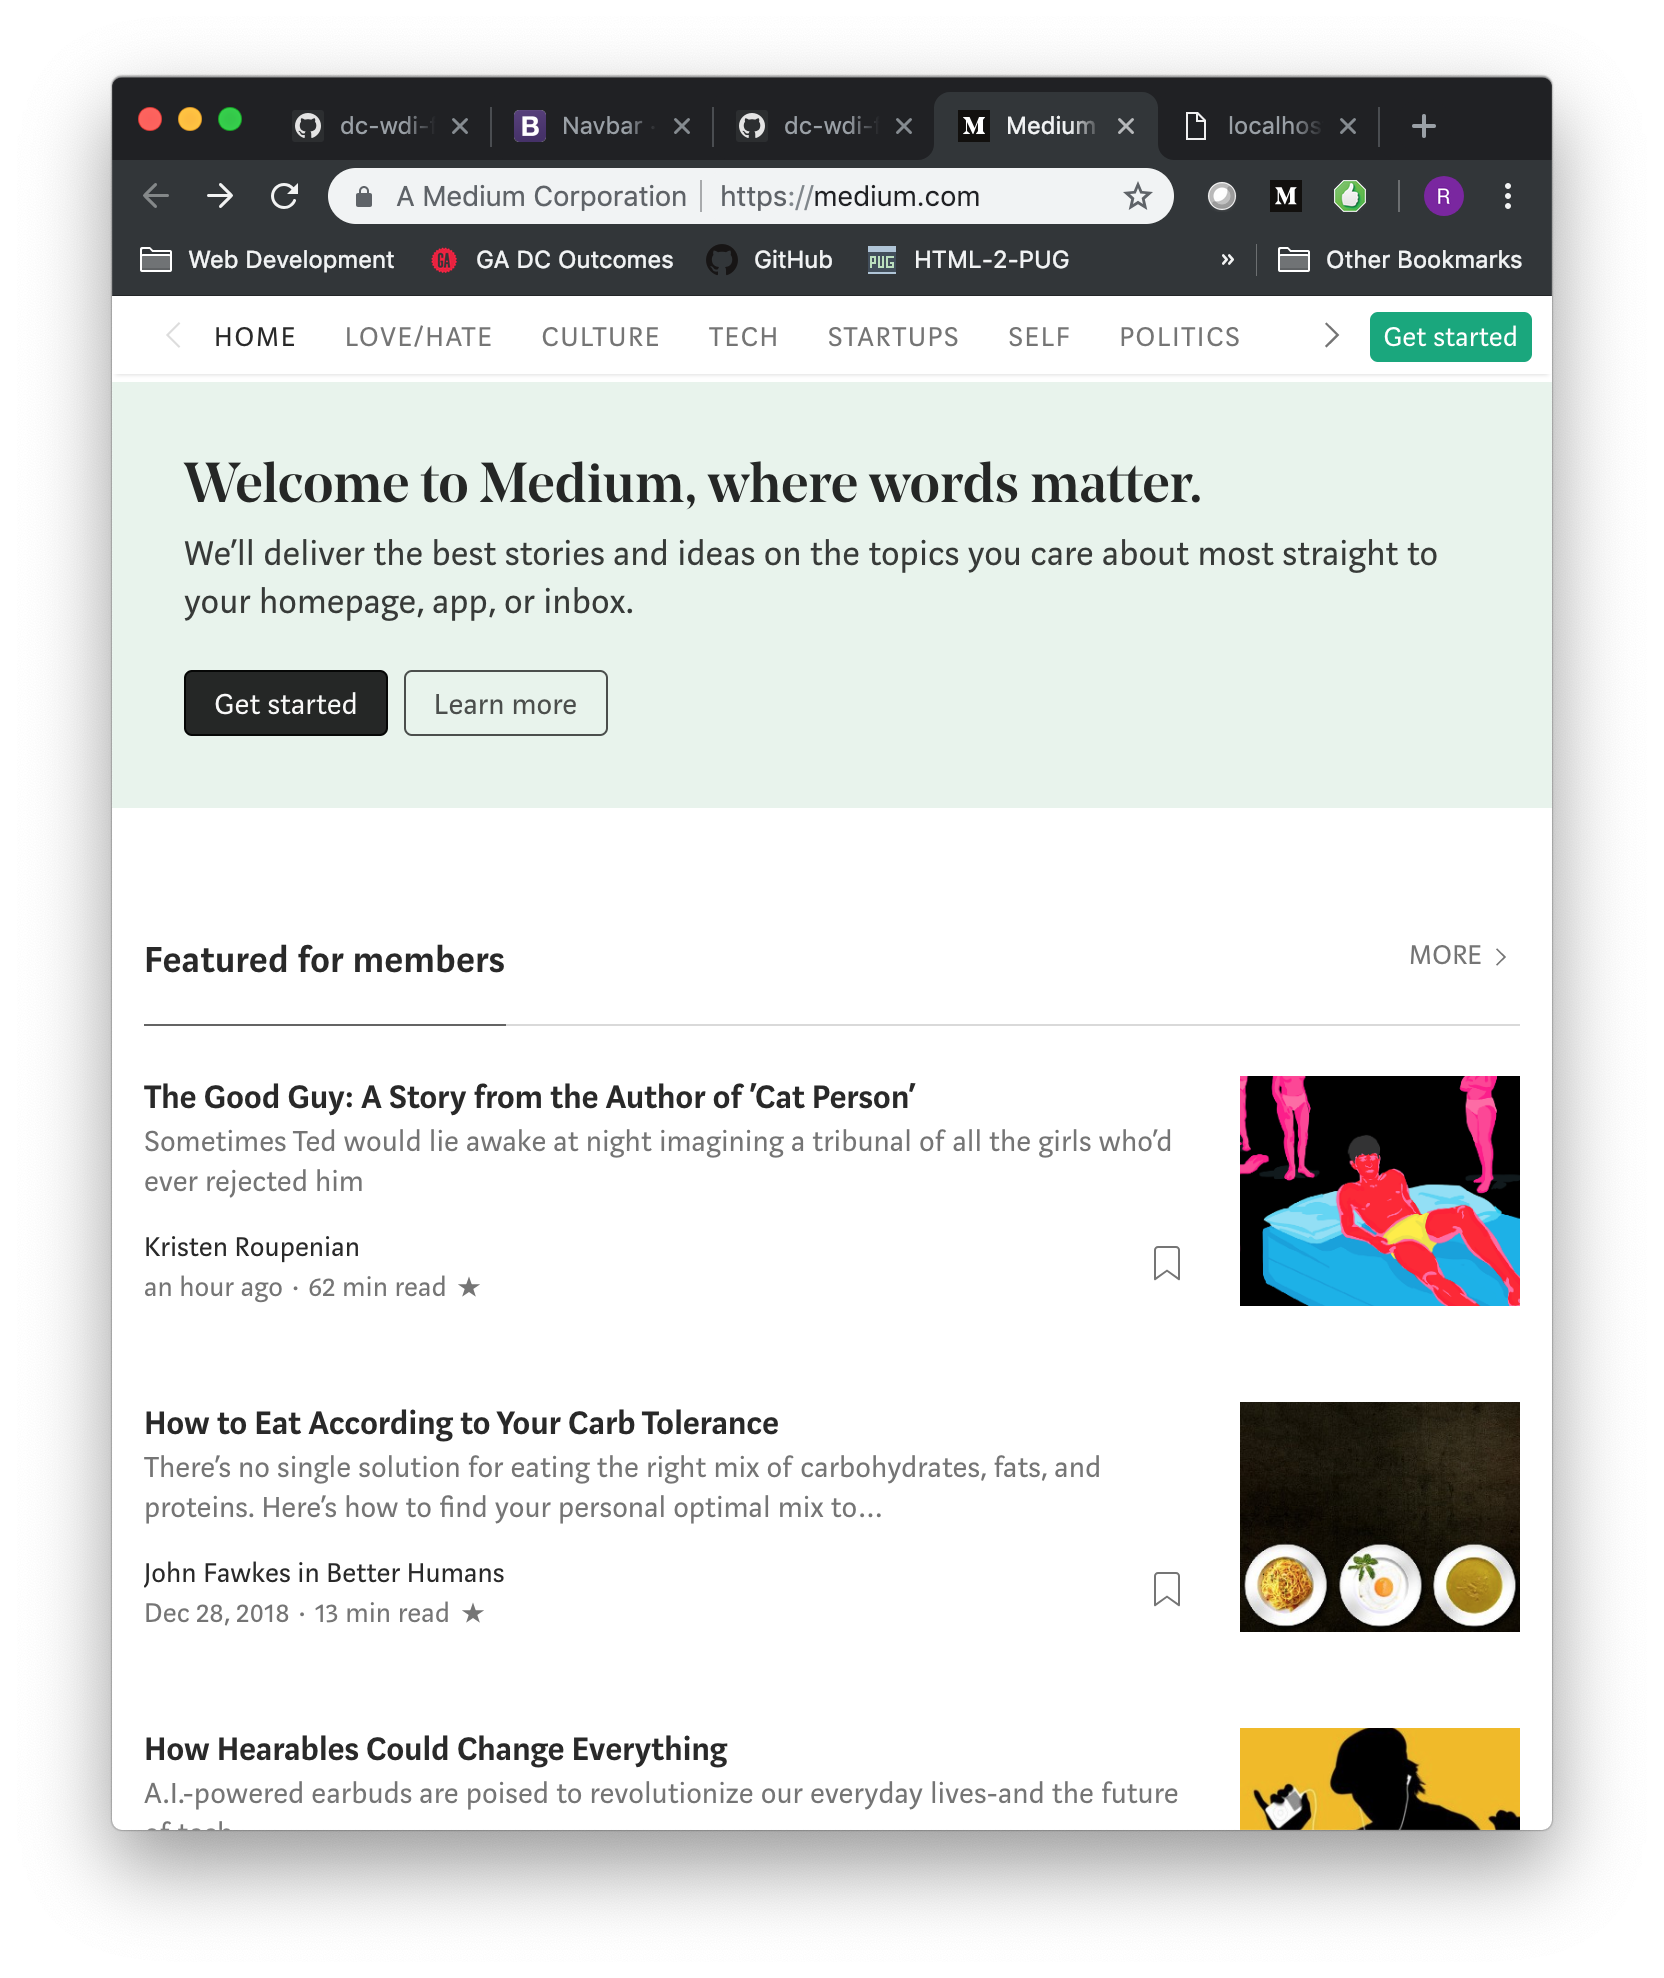 dc-wdi-
Navbar
dc-wdi-
Medium
localhos
A Medium Corporation
https://medium.com
R
Web Development
GA
GA DC Outcomes
GitHub
PUG
HTML-2-PUG
»
Other Bookmarks
HOME
LOVE/HATE
CULTURE
TECH
STARTUPS
SELF
POLITICS
Get started
Welcome to Medium, where words matter.
We’ll deliver the best stories and ideas on the topics you care about most straight to
your homepage, app, or inbox.
Get started
Learn more
Featured for members
MORE
The Good Guy: A Story from the Author of ’Cat Person’
Sometimes Ted would lie awake at night imagining a tribunal of all the girls who’d
ever rejected him
Kristen Roupenian
an hour ago · 62 min read ★
How to Eat According to Your Carb Tolerance
There’s no single solution for eating the right mix of carbohydrates, fats, and
proteins. Here’s how to find your personal optimal mix to…
John Fawkes in Better Humans
Dec 28, 2018 · 13 min read ★
How Hearables Could Change Everything
A.I.-powered earbuds are poised to revolutionize our everyday lives-and the future
of tech